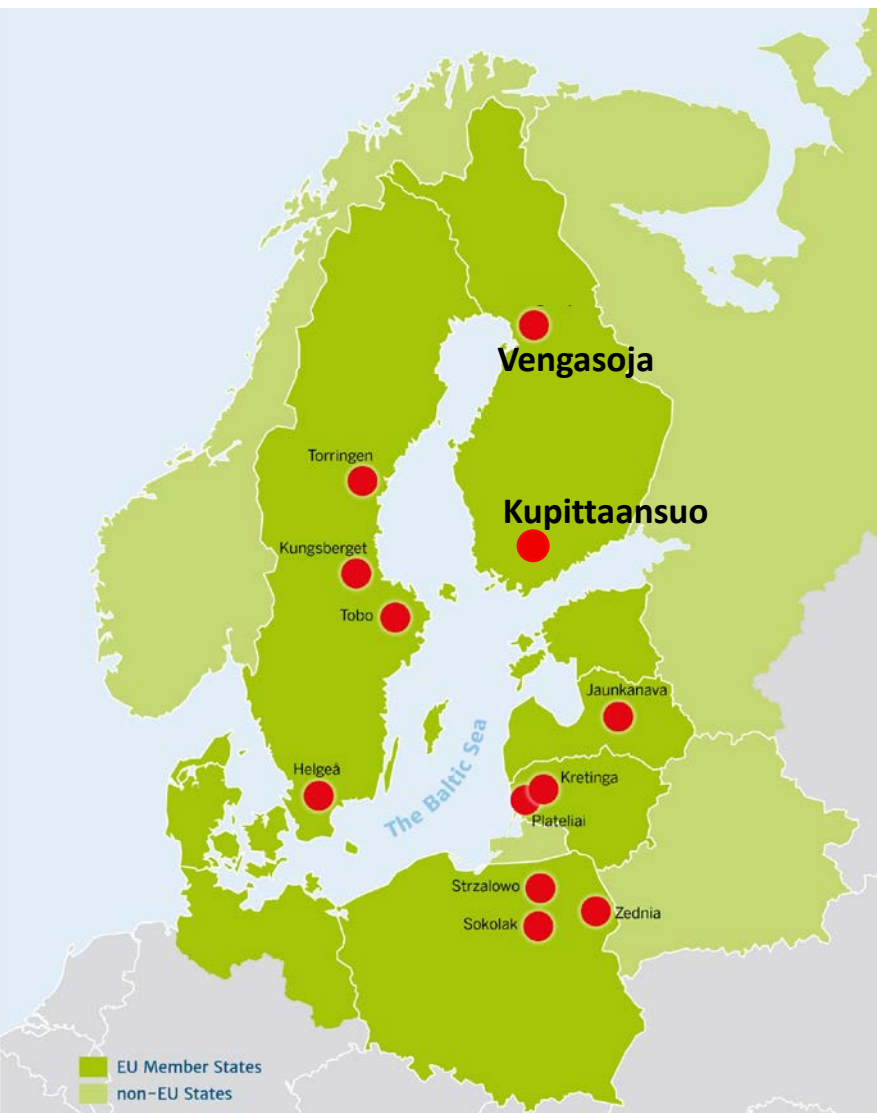 Vengasoja
Torringen
Kupittaansuo
Kungsberget
Tobo
Jaunkanava
The Baltic Sea
Helgeå
Kretinga
Plateliai
Strzalowo
Zednia
Sokolak
EU Member States
non-EU States